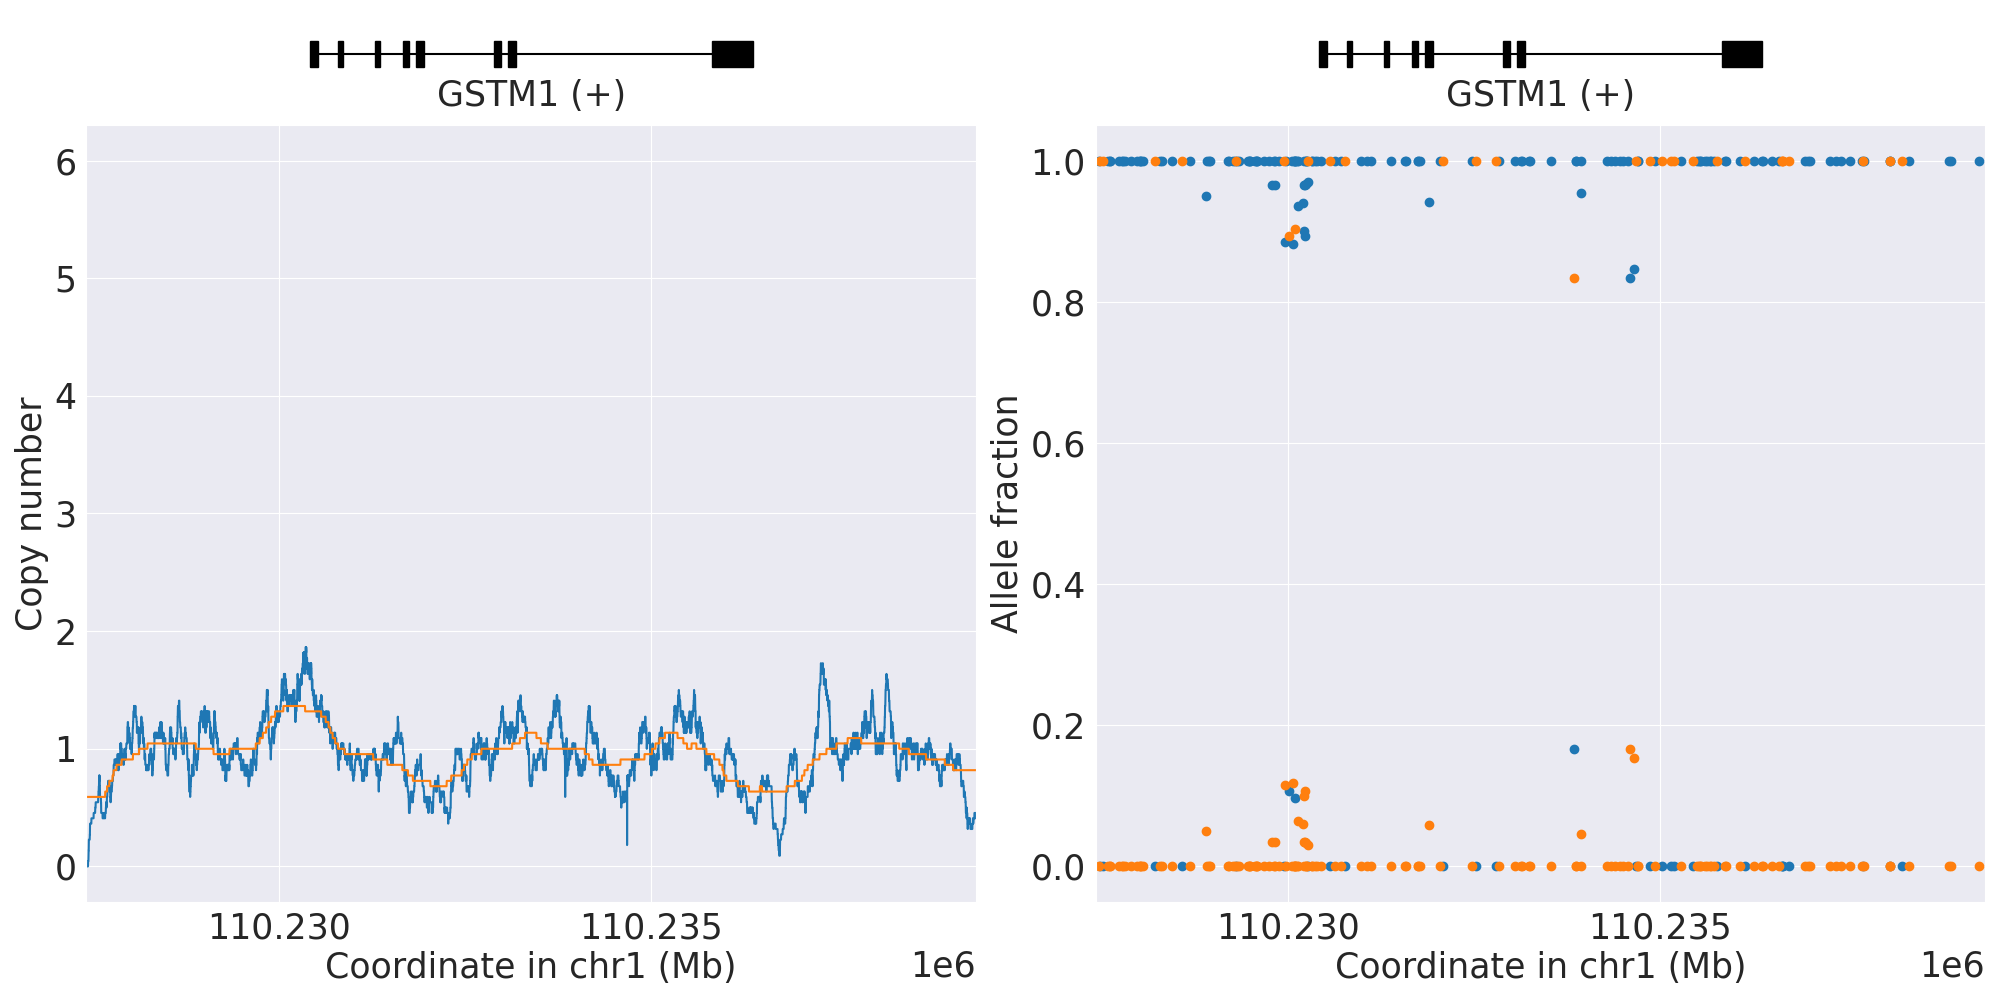 GSTM1 (+)
6
5
4
3
2
1
0
Copy number
110.230
110.235
Coordinate in chr1 (Mb)
1e6
GSTM1 (+)
1.0
0.8
0.6
0.4
0.2
0.0
Allele fraction
110.230
110.235
Coordinate in chr1 (Mb)
1e6